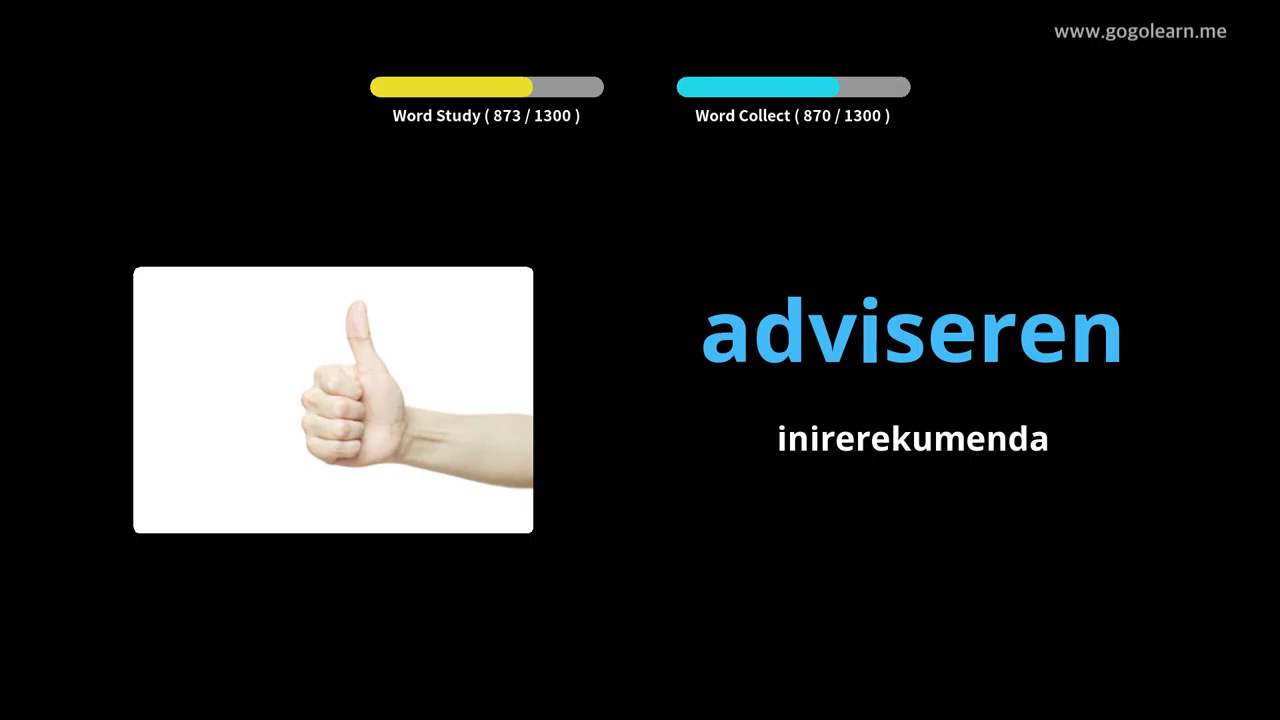 www.gogolearn.me
Word Study ( 873 / 1300 )
Word Collect ( 870 / 1300 )
adviseren
inirerekumenda